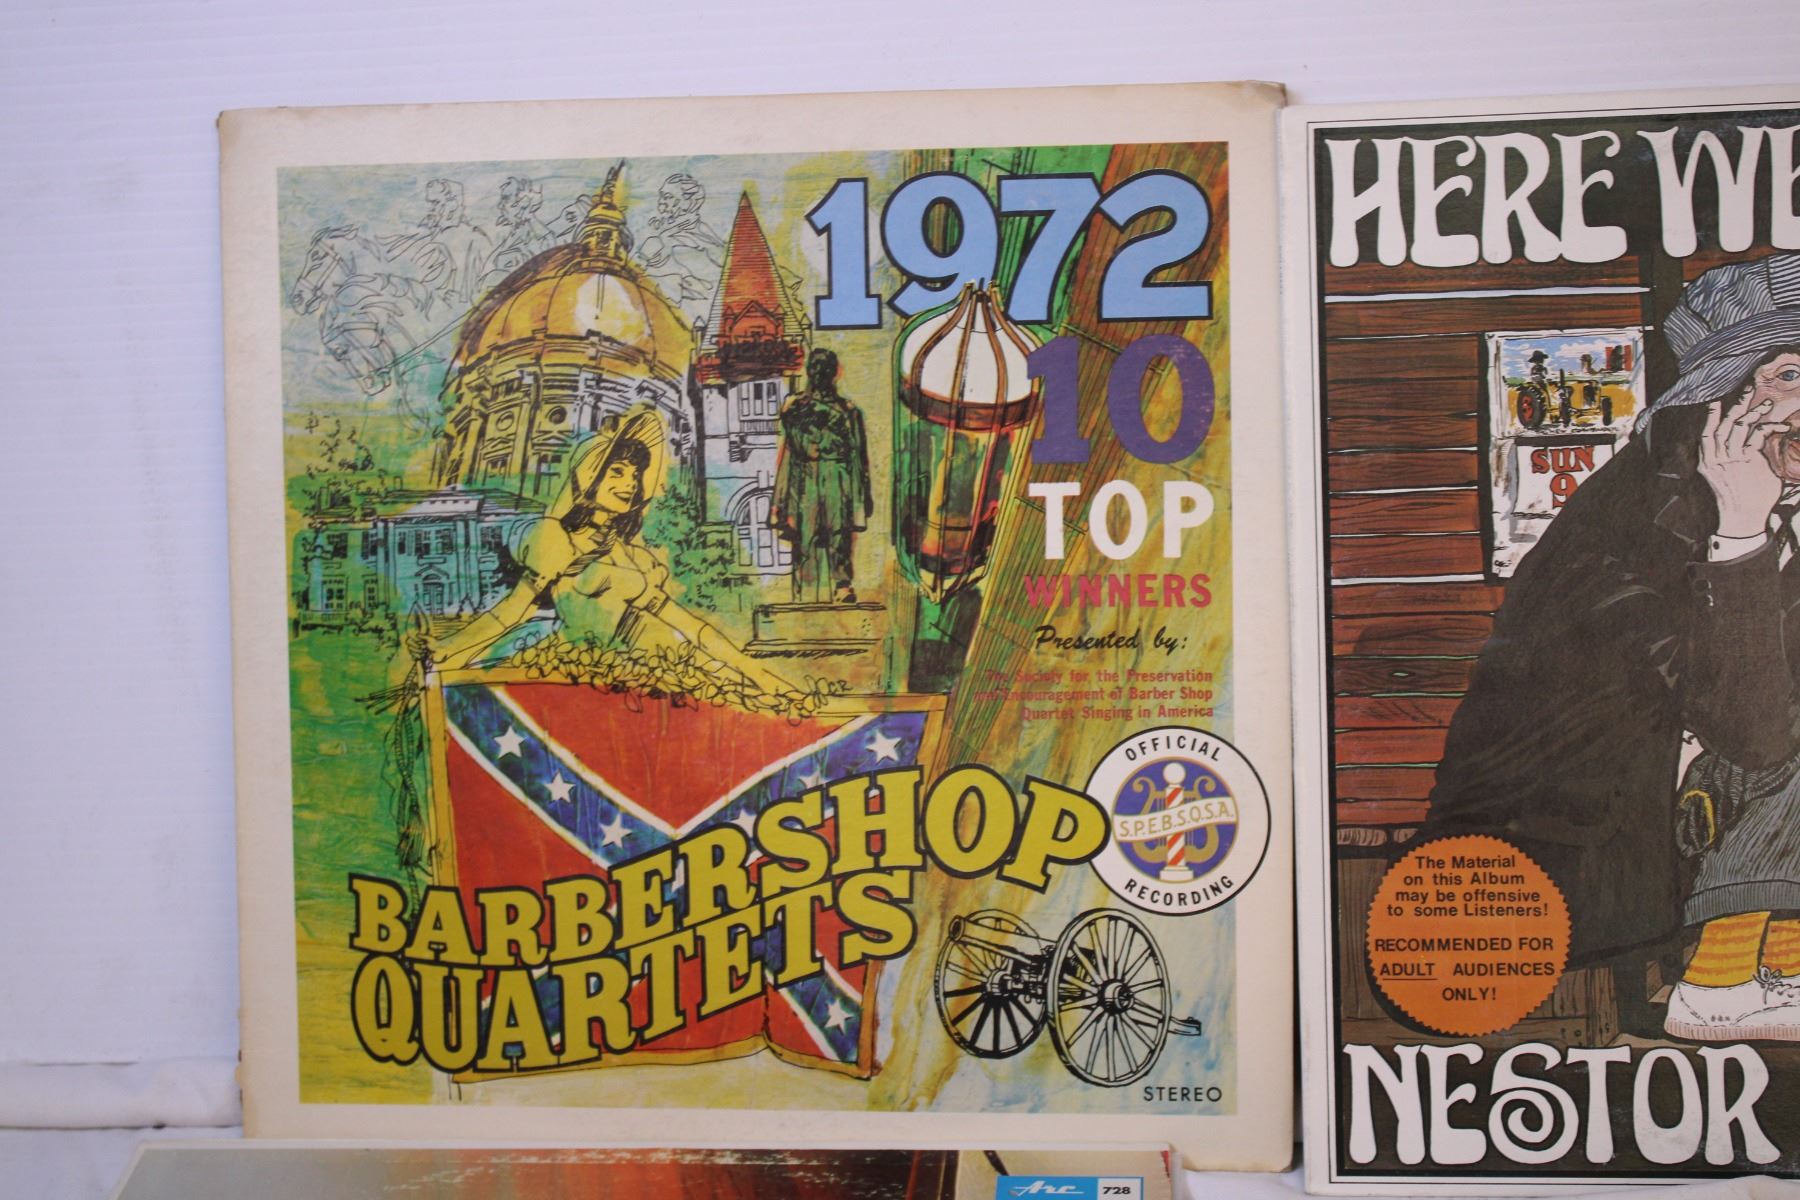 1972
10
TOP
WINNERS
Presented by:
The Society for the Preservation
and Encouragement of Barber Shop
Quartet Singing in America
OFFICIAL
S.P.E.B.S.Q.S.A.
RECORDING
BARBERSHOP
QUARTETS
STEREO
HERE WE
SUN
9
The Material
on this Album
may be offensive
to some Listeners!
RECOMMENDED FOR
ADULT AUDIENCES
ONLY!
NESTOR
Arc
728